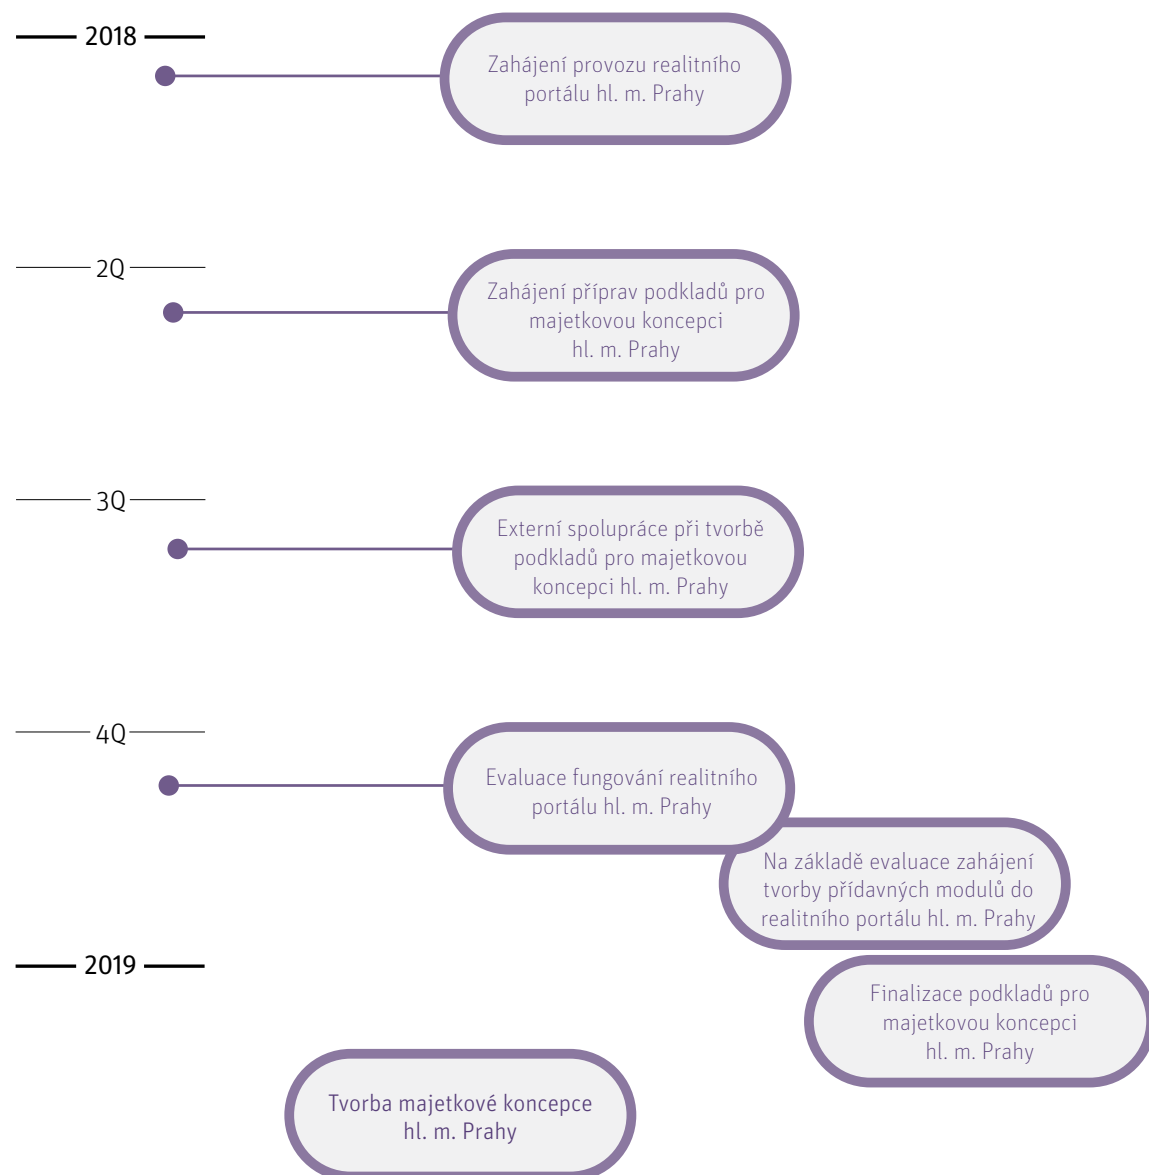 2018
Zahájení provozu realitního
portálu hl. m. Prahy
2Q
Zahájení příprav podkladů pro
majetkovou koncepci
hl. m. Prahy
3Q
Externí spolupráce při tvorbě
podkladů pro majetkovou
koncepci hl. m. Prahy
4Q
Evaluace fungování realitního
portálu hl. m. Prahy
Na základě evaluace zahájení
tvorby přídavných modulů do
realitního portálu hl. m. Prahy
2019
Finalizace podkladů pro
majetkovou koncepci
hl. m. Prahy
Tvorba majetkové koncepce
hl. m. Prahy